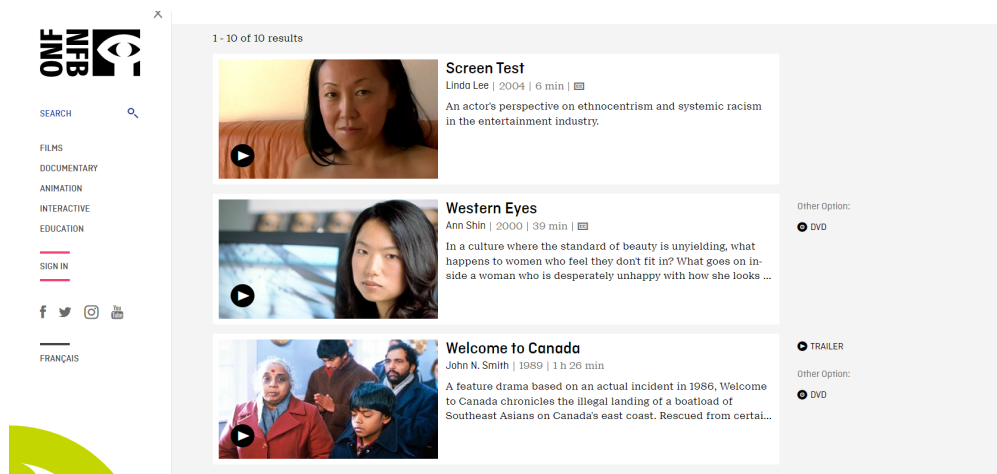 X
ONF
NFB
SEARCH
FILMS
DOCUMENTARY
ANIMATION
INTERACTIVE
EDUCATION
SIGN IN
You
Tube
FRANÇAIS
1 - 10 of 10 results
Screen Test
Linda Lee | 2004 | 6 min | CC
An actor's perspective on ethnocentrism and systemic racism
in the entertainment industry.
Western Eyes
Ann Shin | 2000 | 39 min | CC
In a culture where the standard of beauty is unyielding, what
happens to women who feel they don't fit in? What goes on in-
side a woman who is desperately unhappy with how she looks ...
Other Option:
DVD
Welcome to Canada
John N. Smith | 1989 | 1 h 26 min
A feature drama based on an actual incident in 1986, Welcome
to Canada chronicles the illegal landing of a boatload of
Southeast Asians on Canada's east coast. Rescued from certai...
TRAILER
Other Option:
DVD